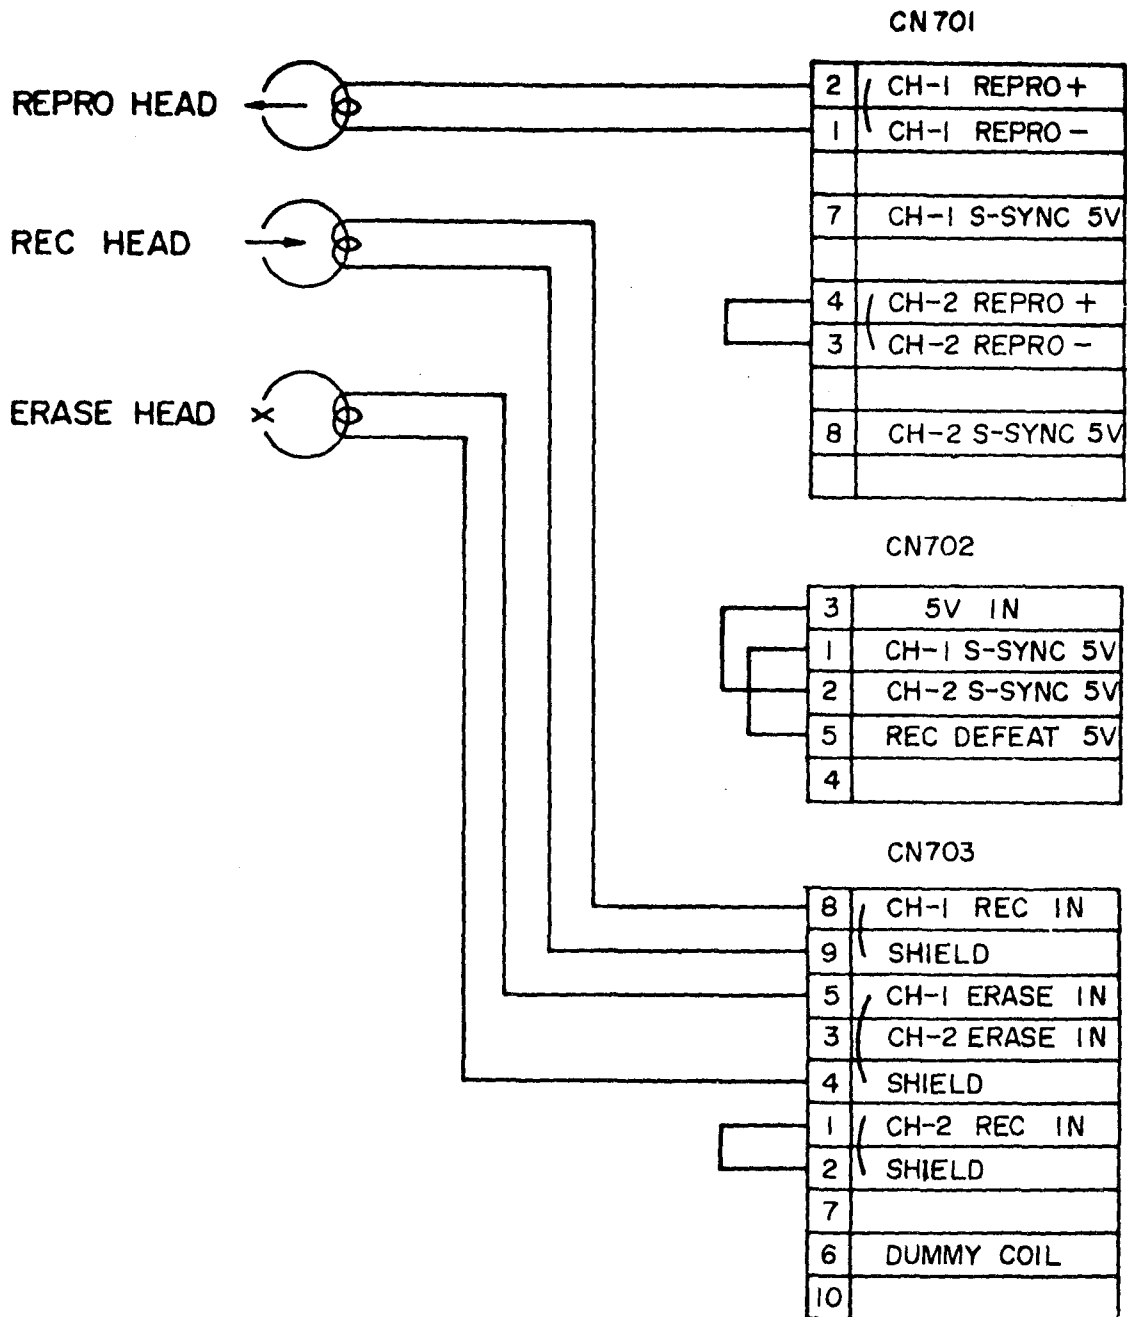 CN701
REPRO HEAD
2 CH-1 REPRO+
1 CH-1 REPRO-
7 CH-1 S-SYNC 5V
REC HEAD
4 CH-2 REPRO +
3 CH-2 REPRO-
ERASE HEAD
8 CH-2 S-SYNC 5V
CN702
3 5V IN
1 CH-1 S-SYNC 5V
2 CH-2 S-SYNC 5V
5 REC DEFEAT 5V
4
CN703
8 CH-1 REC IN
9 SHIELD
5 CH-1 ERASE IN
3 CH-2 ERASE IN
4 SHIELD
1 CH-2 REC IN
2 SHIELD
7
6 DUMMY COIL
10